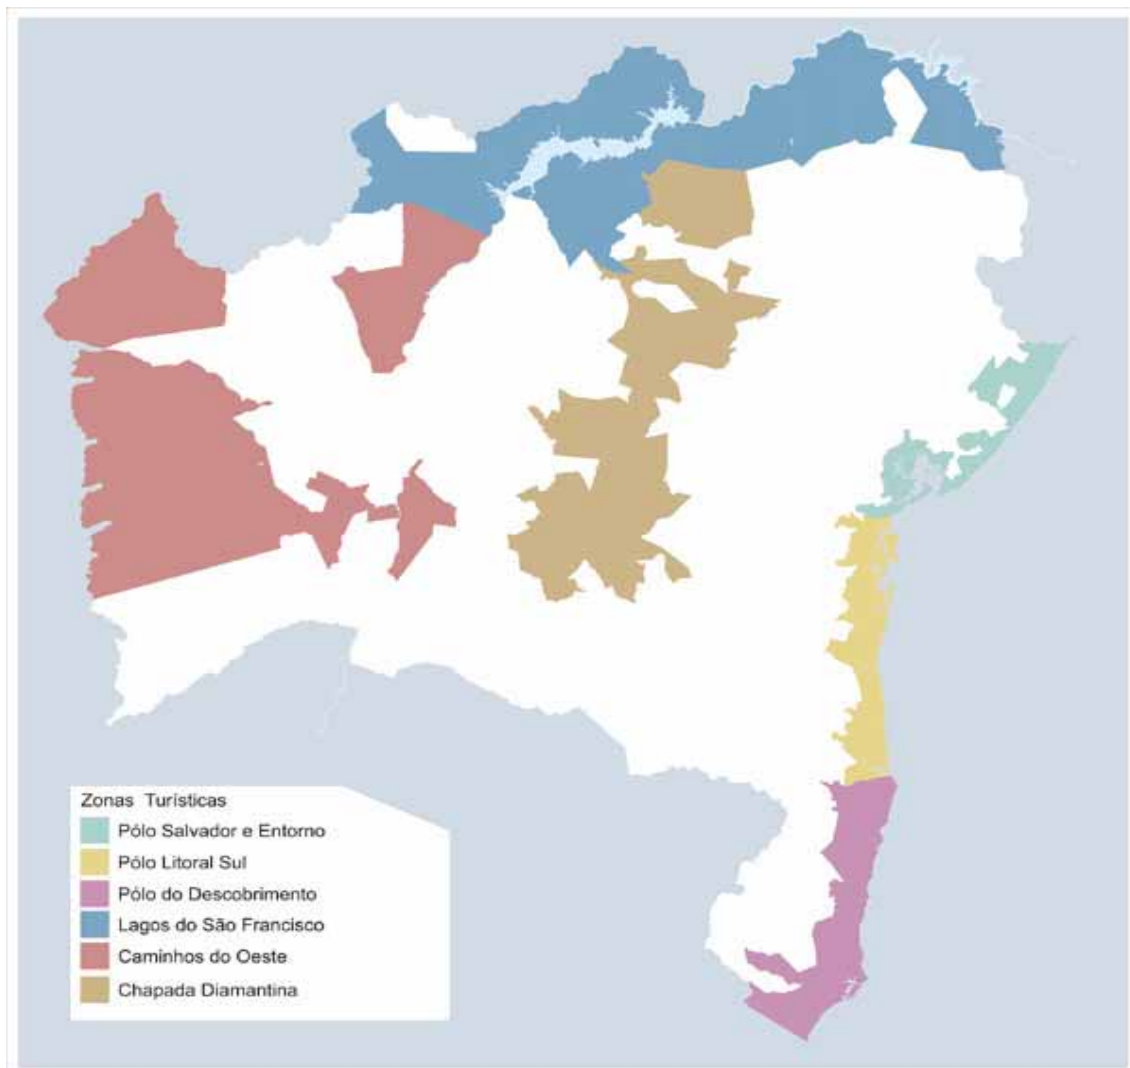 Zonas Turísticas
Pólo Salvador e Entorno
Pólo Litoral Sul
Pólo do Descobrimento
Lagos do São Francisco
Caminhos do Oeste
Chapada Diamantina